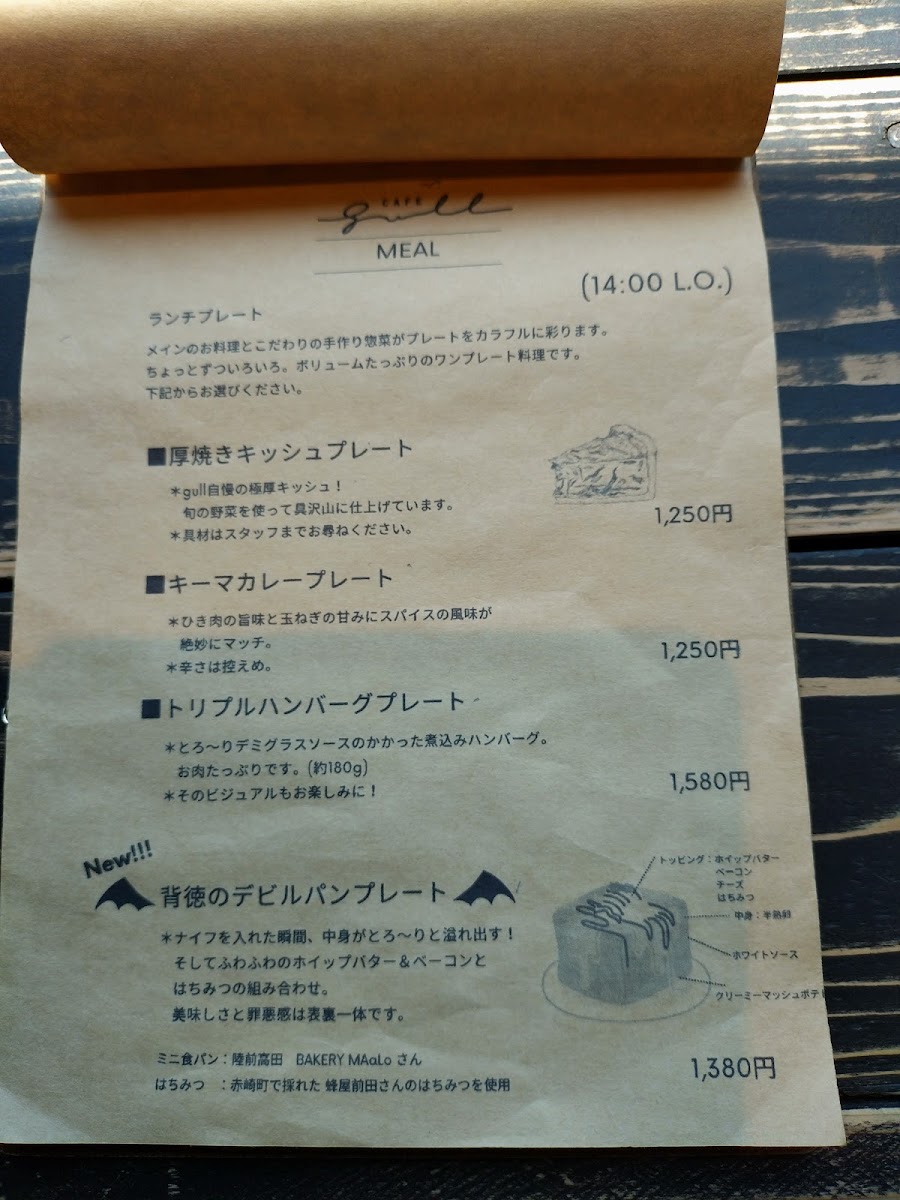 CAFE
gull
MEAL
(14:00 L.O.)
ランチプレート
メインのお料理とこだわりの手作り惣菜がプレートをカラフルに彩ります。
ちょっとずついろいろ。ボリュームたっぷりのワンプレート料理です。
下記からお選びください。
■厚焼きキッシュプレート
＊gull自慢の極厚キッシュ！
旬の野菜を使って具沢山に仕上げています。
＊具材はスタッフまでお尋ねください。
1,250円
■キーマカレープレート
＊ひき肉の旨味と玉ねぎの甘みにスパイスの風味が
絶妙にマッチ。
＊辛さは控えめ。
1,250円
■トリプルハンバーグプレート
＊とろ～りデミグラスソースのかかった煮込みハンバーグ。
お肉たっぷりです。(約180g)
＊そのビジュアルもお楽しみに！
1,580円
New!!!
背徳のデビルパンプレート
＊ナイフを入れた瞬間、中身がとろ～りと溢れ出す！
そしてふわふわのホイップバター＆ベーコンと
はちみつの組み合わせ。
美味しさと罪悪感は表裏一体です。
トッピング：ホイップバター
ベーコン
チーズ
はちみつ
中身：半熟卵
ホワイトソース
クリーミーマッシュポテト
ミニ食パン：陸前高田　BAKERY MAaLo さん
はちみつ　：赤崎町で採れた 蜂屋前田さんのはちみつを使用
1,380円